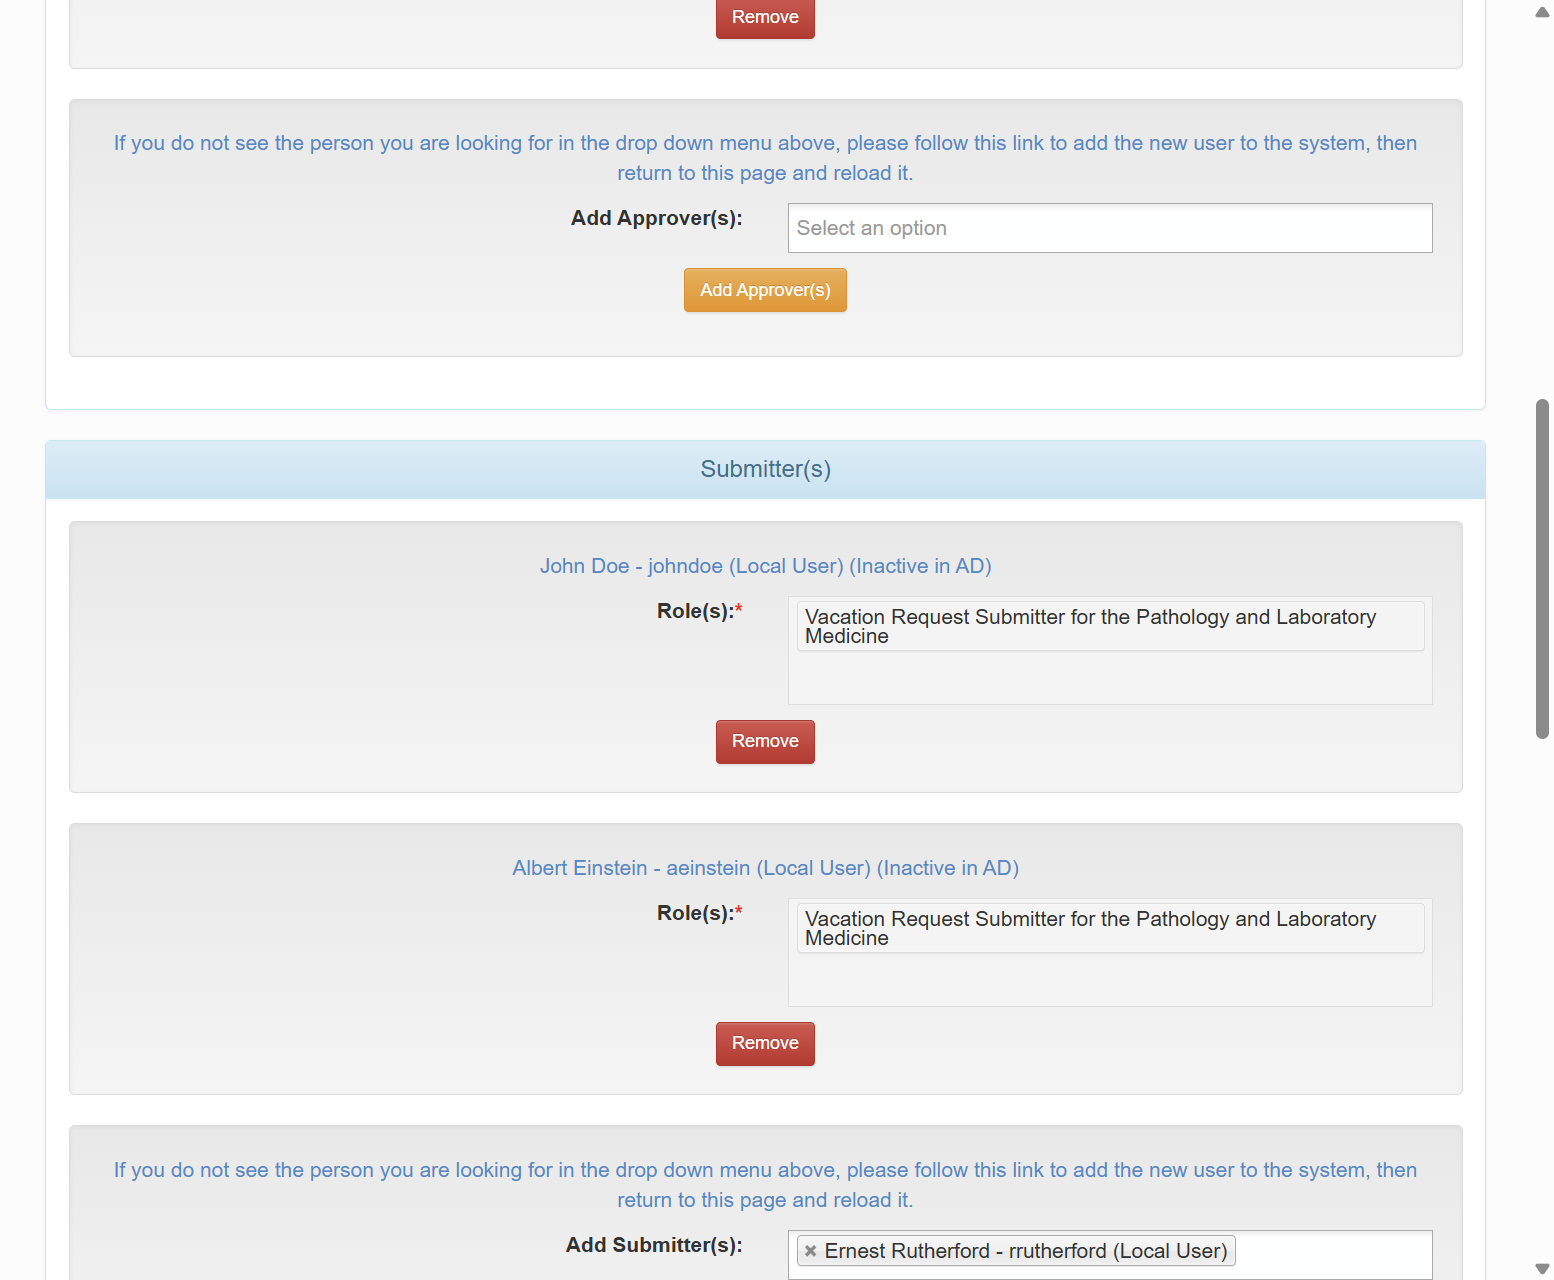 Remove
If you do not see the person you are looking for in the drop down menu above, please follow this link to add the new user to the system, then
return to this page and reload it.
Add Approver(s):
Select an option
Add Approver(s)
Submitter(s)
John Doe - johndoe (Local User) (Inactive in AD)
Role(s):*
Vacation Request Submitter for the Pathology and Laboratory
Medicine
Remove
Albert Einstein - aeinstein (Local User) (Inactive in AD)
Role(s):*
Vacation Request Submitter for the Pathology and Laboratory
Medicine
Remove
If you do not see the person you are looking for in the drop down menu above, please follow this link to add the new user to the system, then
return to this page and reload it.
Add Submitter(s):
Ernest Rutherford - rrutherford (Local User)